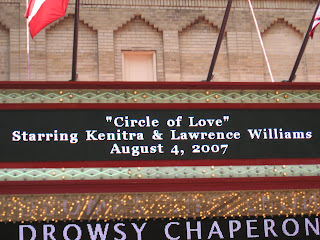 "Circle of Love"
Starring Kenitra & Lawrence Williams
August 4, 2007
DROWSY CHAPERON